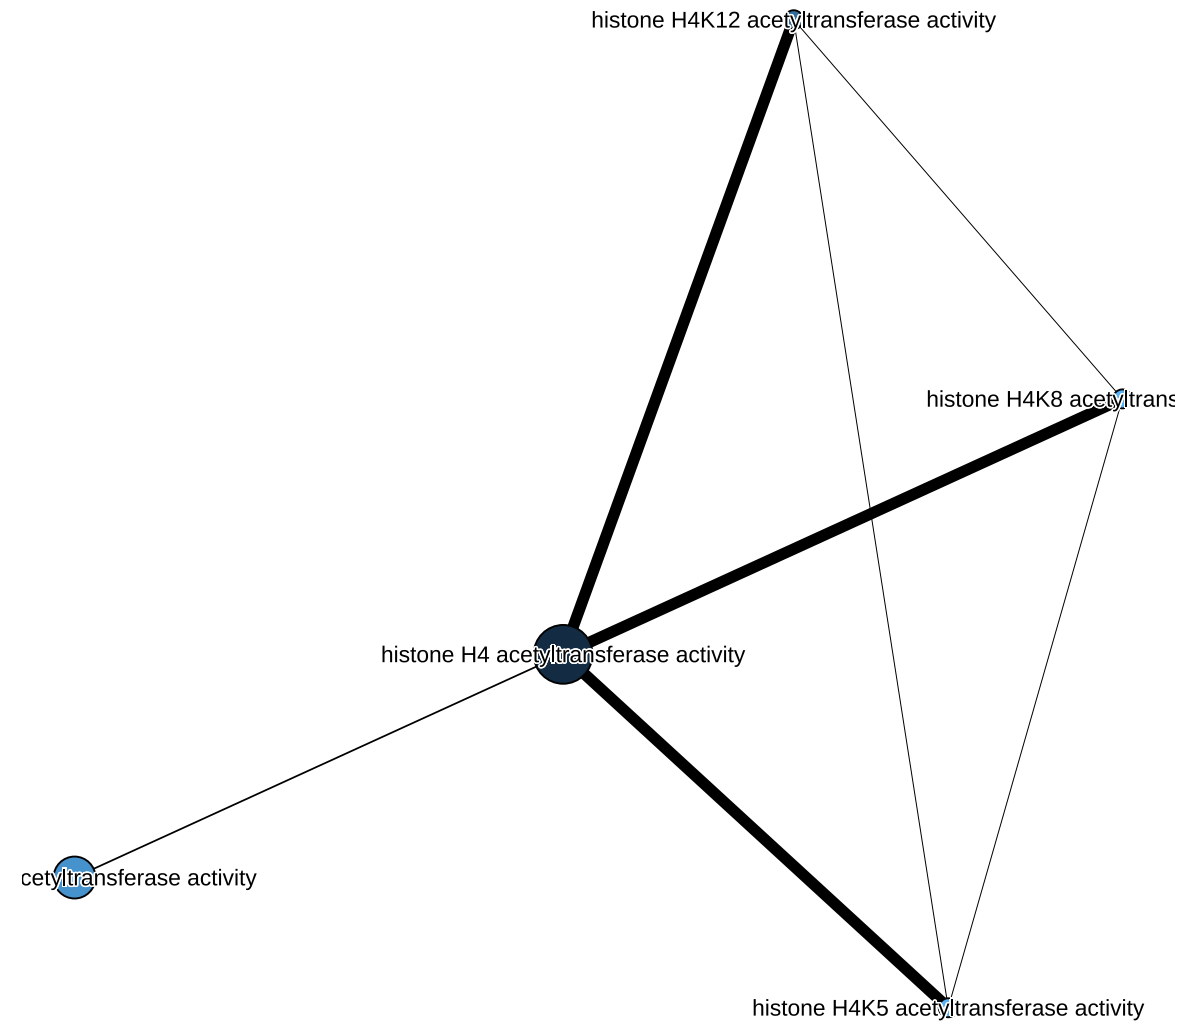 histone H4K12 acetyltransferase activity
histone H4K8 acetyltrans
histone H4 acetyltransferase activity
cetyltransferase activity
histone H4K5 acetyltransferase activity